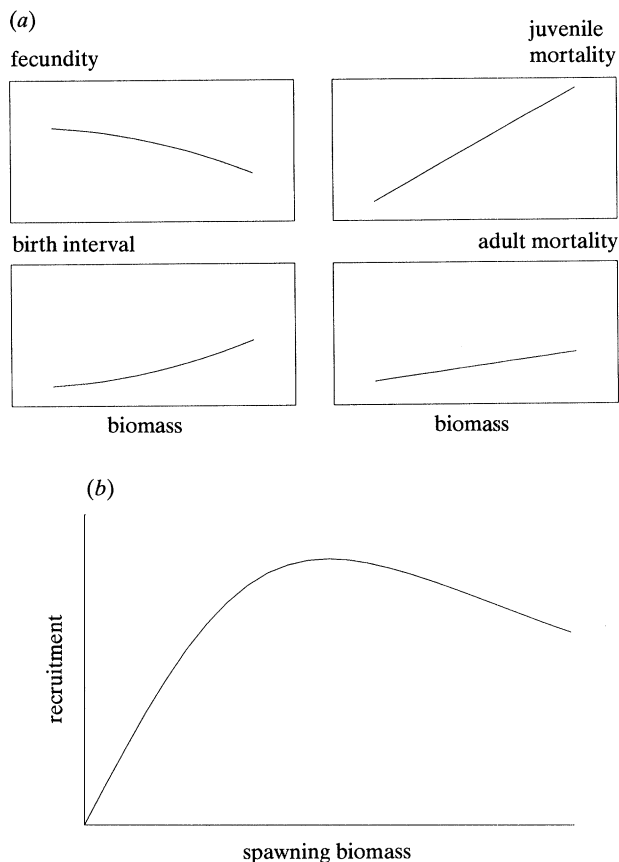 (a)
fecundity
juvenile
mortality
birth interval
adult mortality
biomass
biomass
(b)
recruitment
spawning biomass